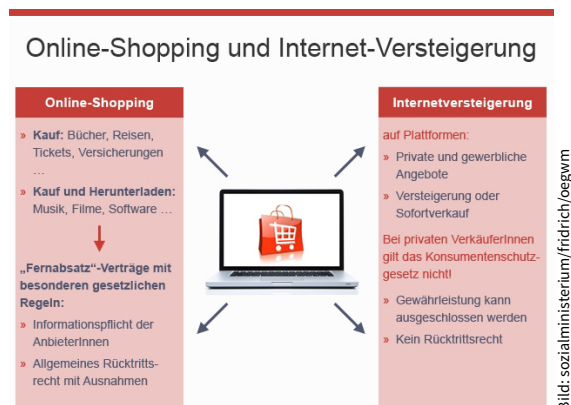 Online-Shopping und Internet-Versteigerung
Online-Shopping
» Kauf: Bücher, Reisen,
Tickets, Versicherungen
…
» Kauf und Herunterladen:
Musik, Filme, Software …
„Fernabsatz“-Verträge mit
besonderen gesetzlichen
Regeln:
» Informationspflicht der
AnbieterInnen
» Allgemeines Rücktritts-
recht mit Ausnahmen
Internetversteigerung
auf Plattformen:
» Private und gewerbliche
Angebote
» Versteigerung oder
Sofortverkauf
Bei privaten VerkäuferInnen
gilt das Konsumentenschutz-
gesetz nicht!
» Gewährleistung kann
ausgeschlossen werden
» Kein Rücktrittsrecht
Bild: sozialministerium/fridrich/oegwm